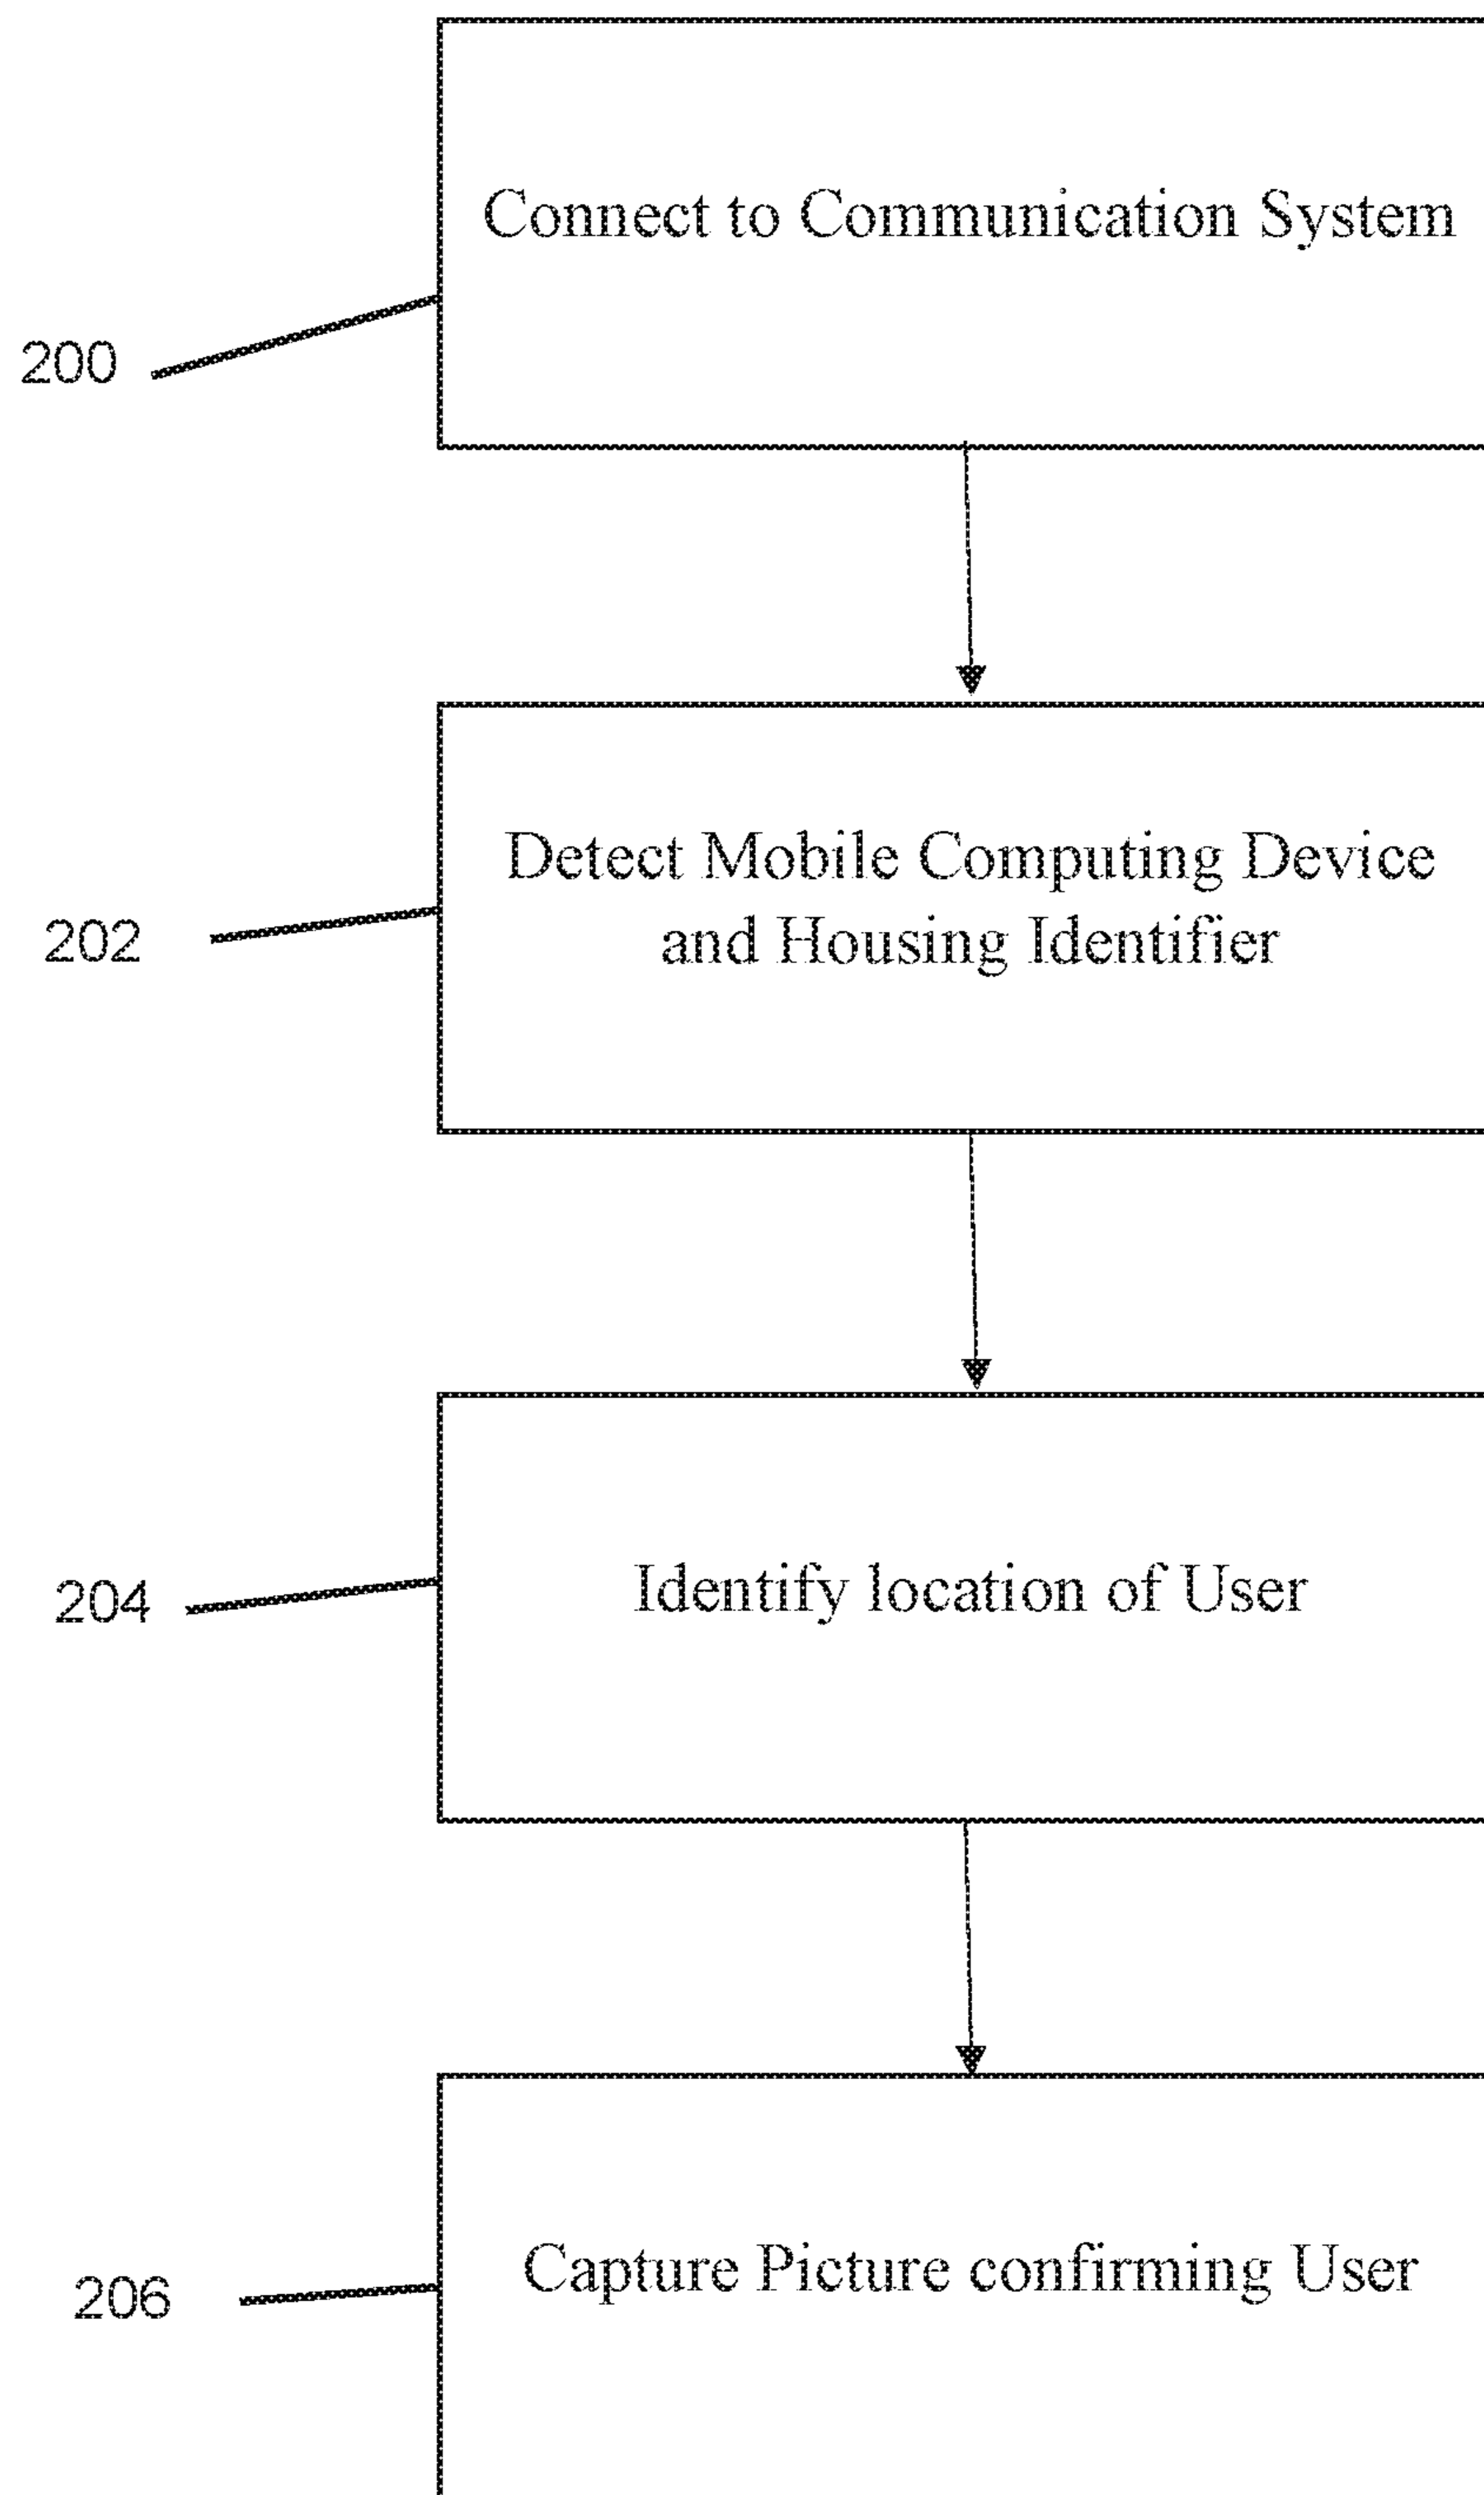 Connect to Communication System
200
Detect Mobile Computing Device
and Housing Identifier
202
Identify location of User
204
Capture Picture confirming User
206